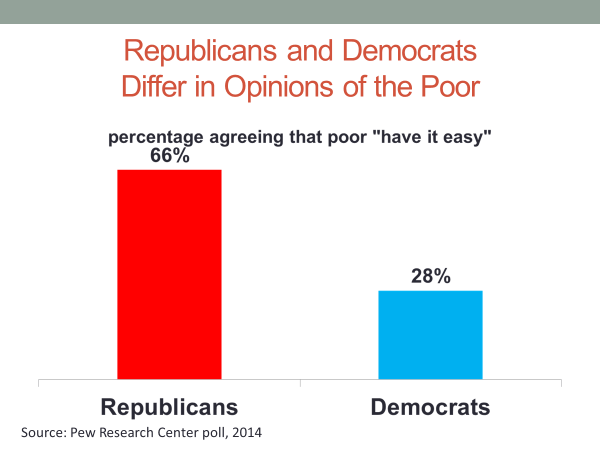 Republicans and Democrats
Differ in Opinions of the Poor
percentage agreeing that poor "have it easy"
66%
28%
Republicans
Democrats
Source: Pew Research Center poll, 2014